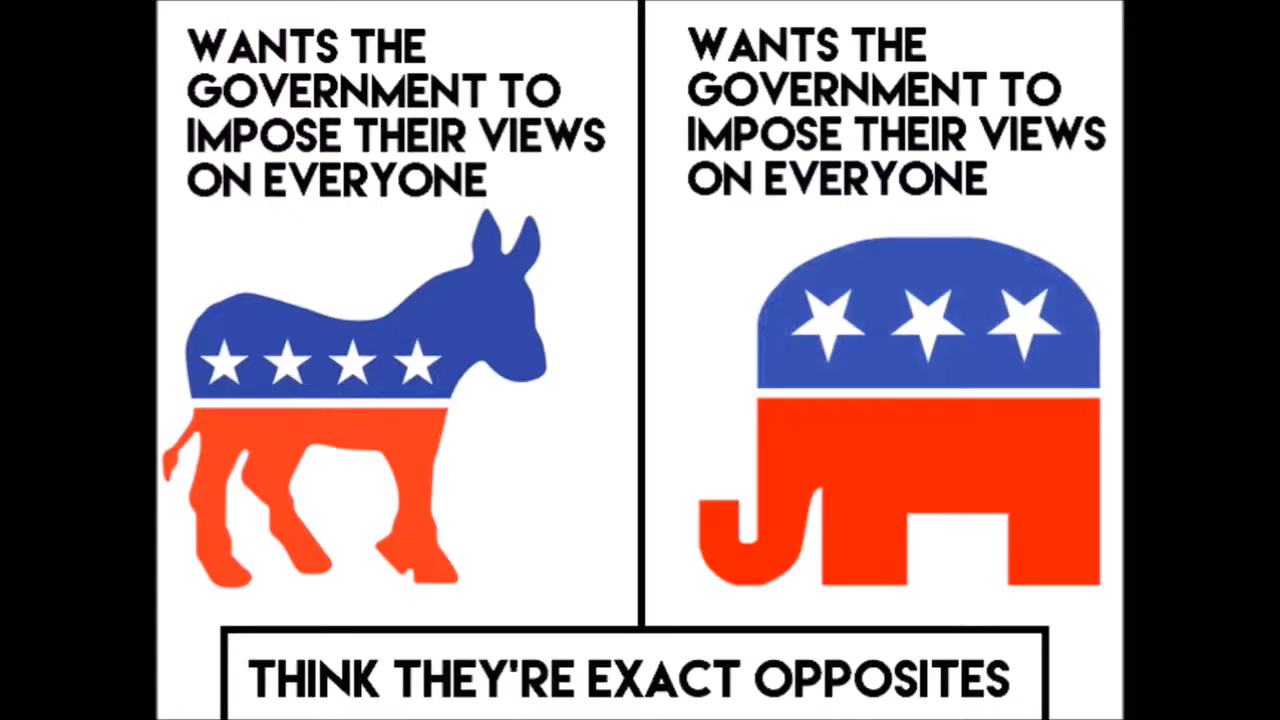 WANTS THE
GOVERNMENT TO
IMPOSE THEIR VIEWS
ON EVERYONE
WANTS THE
GOVERNMENT TO
IMPOSE THEIR VIEWS
ON EVERYONE
THINK THEY'RE EXACT OPPOSITES